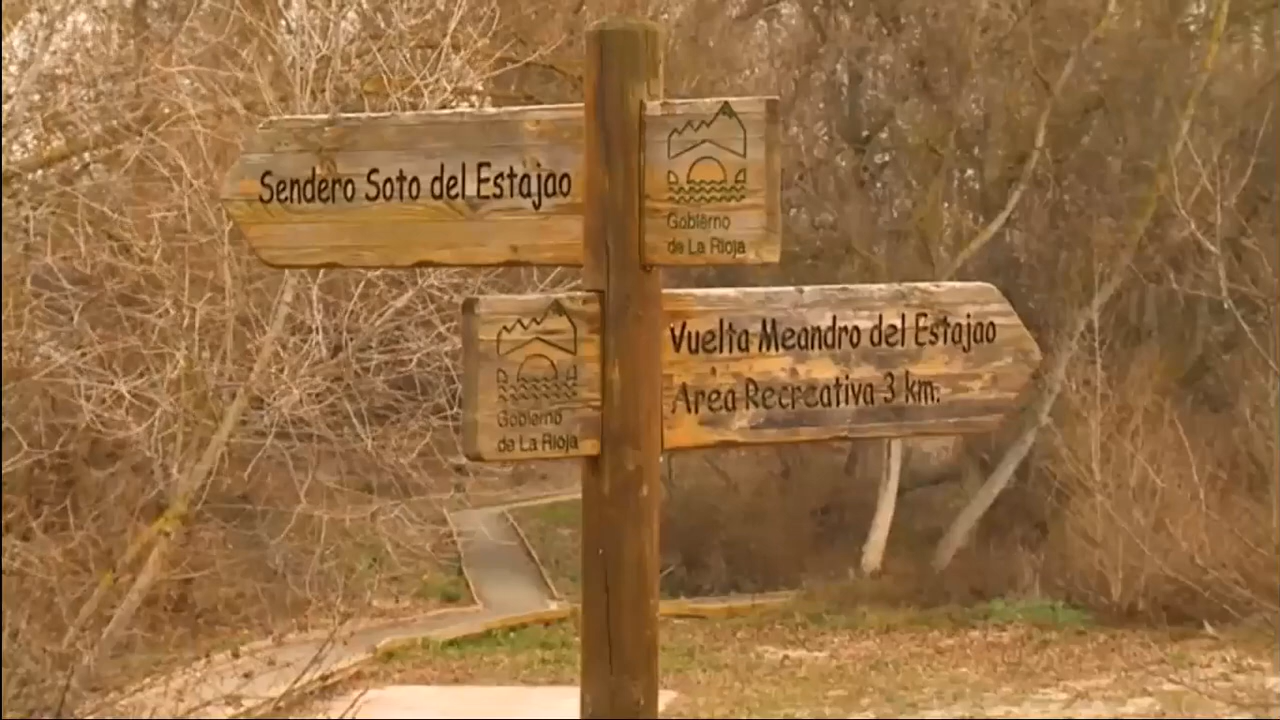 Sendero Soto del Estajao
Gobierno
de La Rioja
Gobierno
de La Rioja
Vuelta Meandro del Estajao
Area Recreativa 3 km.